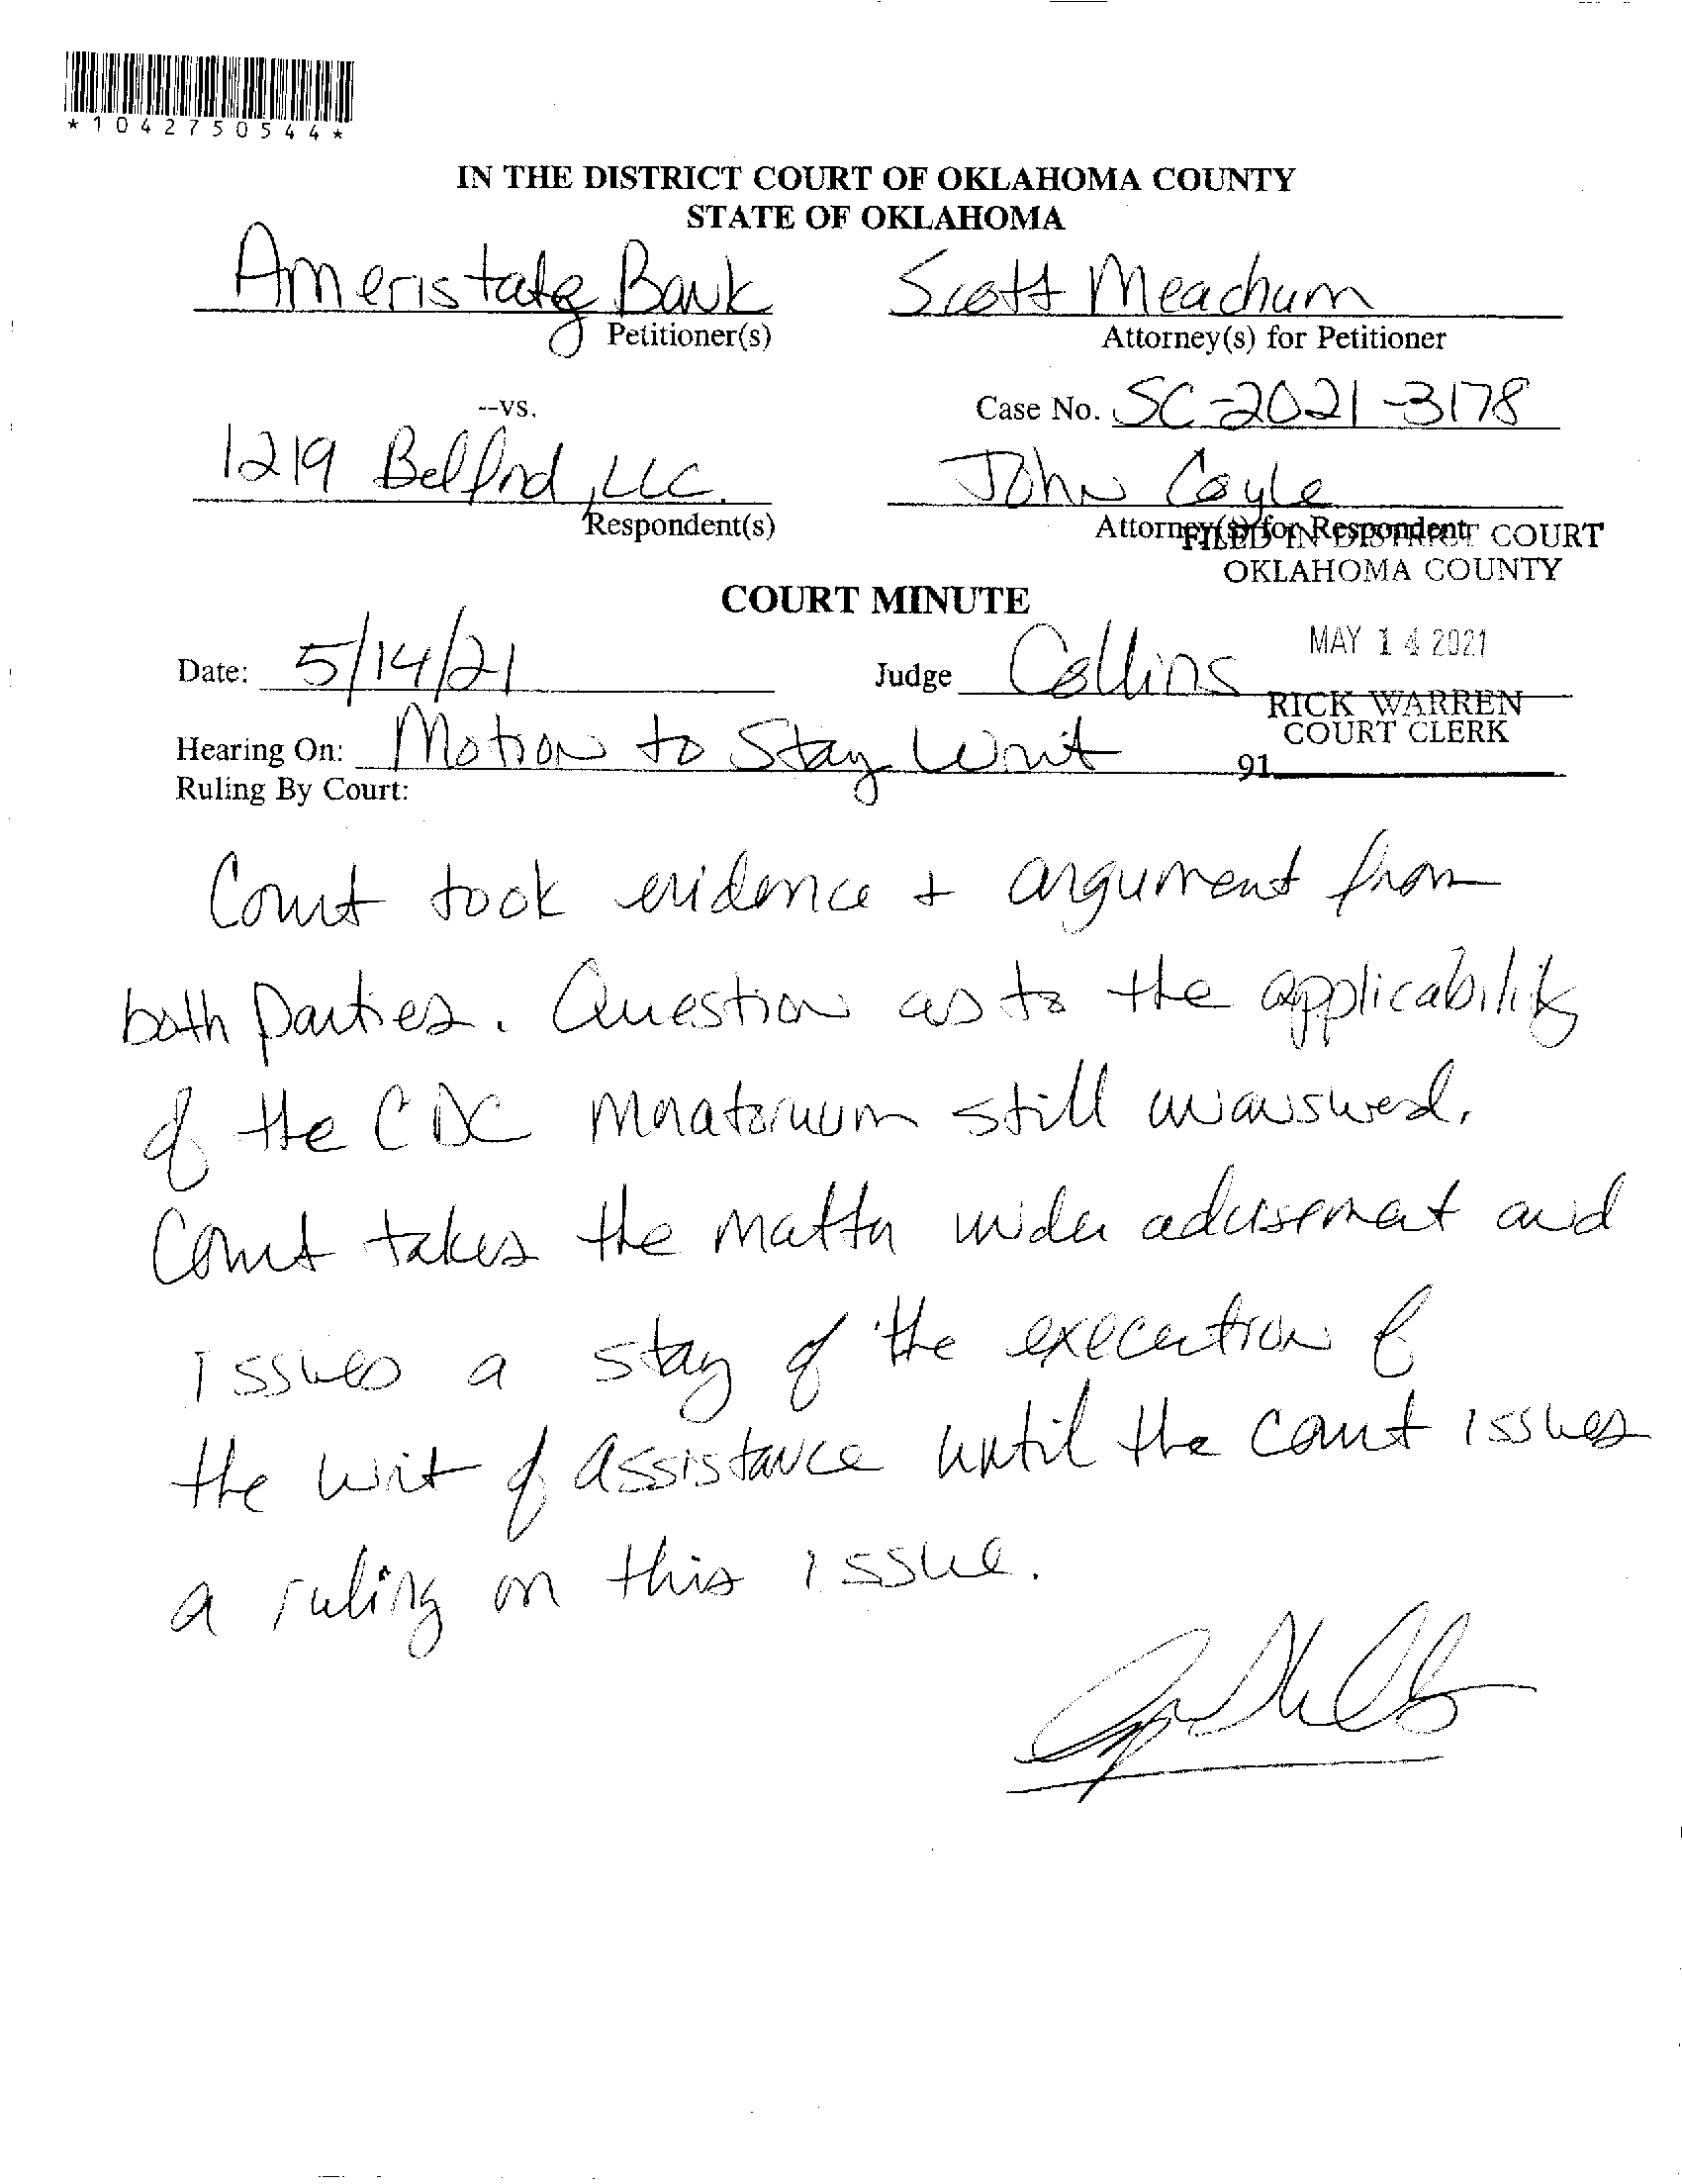 *1042750544*
IN THE DISTRICT COURT OF OKLAHOMA COUNTY
STATE OF OKLAHOMA
Ameristate Bank
Petitioner(s)
Scott Meachum
Attorney(s) for Petitioner
--vs.
Case No. SC-2021-3178
1219 Belford, LLC.
Respondent(s)
John Coyle
Attorney(s) for Respondent
FILED IN DISTRICT COURT
OKLAHOMA COUNTY
COURT MINUTE
MAY 14 2021
Date: 5/14/21
Judge Collins
RICK WARREN
COURT CLERK
Hearing On: Motion to Stay Writ
91
Ruling By Court:
Court took evidence + argument from
both parties. Question as to the applicability
of the CDC Moratorium still unanswered.
Court takes the matter under advisement and
issues a stay of the execution of
the writ of assistance until the court issues
a ruling on this issue.